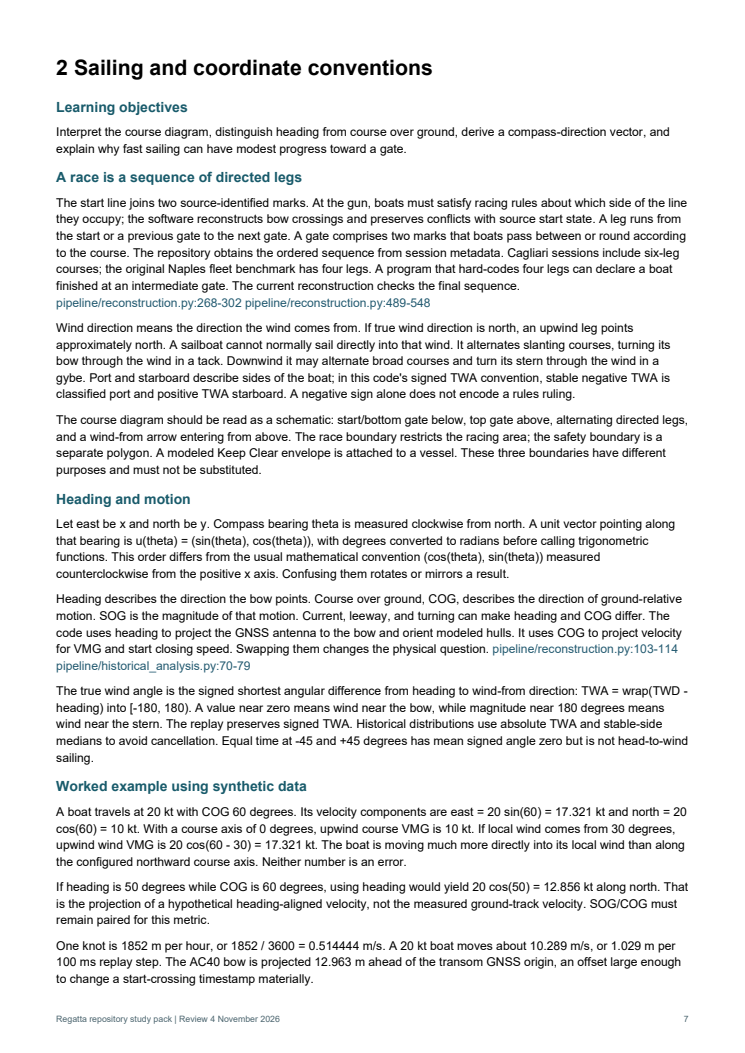 2 Sailing and coordinate conventions
Learning objectives
Interpret the course diagram, distinguish heading from course over ground, derive a compass-direction vector, and
explain why fast sailing can have modest progress toward a gate.
A race is a sequence of directed legs
The start line joins two source-identified marks. At the gun, boats must satisfy racing rules about which side of the line
they occupy; the software reconstructs bow crossings and preserves conflicts with source start state. A leg runs from
the start or a previous gate to the next gate. A gate comprises two marks that boats pass between or round according
to the course. The repository obtains the ordered sequence from session metadata. Cagliari sessions include six-leg
courses; the original Naples fleet benchmark has four legs. A program that hard-codes four legs can declare a boat
finished at an intermediate gate. The current reconstruction checks the final sequence.
pipeline/reconstruction.py:268-302 pipeline/reconstruction.py:489-548
Wind direction means the direction the wind comes from. If true wind direction is north, an upwind leg points
approximately north. A sailboat cannot normally sail directly into that wind. It alternates slanting courses, turning its
bow through the wind in a tack. Downwind it may alternate broad courses and turn its stern through the wind in a
gybe. Port and starboard describe sides of the boat; in this code's signed TWA convention, stable negative TWA is
classified port and positive TWA starboard. A negative sign alone does not encode a rules ruling.
The course diagram should be read as a schematic: start/bottom gate below, top gate above, alternating directed legs,
and a wind-from arrow entering from above. The race boundary restricts the racing area; the safety boundary is a
separate polygon. A modeled Keep Clear envelope is attached to a vessel. These three boundaries have different
purposes and must not be substituted.
Heading and motion
Let east be x and north be y. Compass bearing theta is measured clockwise from north. A unit vector pointing along
that bearing is u(theta) = (sin(theta), cos(theta)), with degrees converted to radians before calling trigonometric
functions. This order differs from the usual mathematical convention (cos(theta), sin(theta)) measured
counterclockwise from the positive x axis. Confusing them rotates or mirrors a result.
Heading describes the direction the bow points. Course over ground, COG, describes the direction of ground-relative
motion. SOG is the magnitude of that motion. Current, leeway, and turning can make heading and COG differ. The
code uses heading to project the GNSS antenna to the bow and orient modeled hulls. It uses COG to project velocity
for VMG and start closing speed. Swapping them changes the physical question. pipeline/reconstruction.py:103-114
pipeline/historical_analysis.py:70-79
The true wind angle is the signed shortest angular difference from heading to wind-from direction: TWA = wrap(TWD -
heading) into [-180, 180). A value near zero means wind near the bow, while magnitude near 180 degrees means
wind near the stern. The replay preserves signed TWA. Historical distributions use absolute TWA and stable-side
medians to avoid cancellation. Equal time at -45 and +45 degrees has mean signed angle zero but is not head-to-wind
sailing.
Worked example using synthetic data
A boat travels at 20 kt with COG 60 degrees. Its velocity components are east = 20 sin(60) = 17.321 kt and north = 20
cos(60) = 10 kt. With a course axis of 0 degrees, upwind course VMG is 10 kt. If local wind comes from 30 degrees,
upwind wind VMG is 20 cos(60 - 30) = 17.321 kt. The boat is moving much more directly into its local wind than along
the configured northward course axis. Neither number is an error.
If heading is 50 degrees while COG is 60 degrees, using heading would yield 20 cos(50) = 12.856 kt along north. That
is the projection of a hypothetical heading-aligned velocity, not the measured ground-track velocity. SOG/COG must
remain paired for this metric.
One knot is 1852 m per hour, or 1852 / 3600 = 0.514444 m/s. A 20 kt boat moves about 10.289 m/s, or 1.029 m per
100 ms replay step. The AC40 bow is projected 12.963 m ahead of the transom GNSS origin, an offset large enough
to change a start-crossing timestamp materially.
Regatta repository study pack | Review 4 November 2026
7